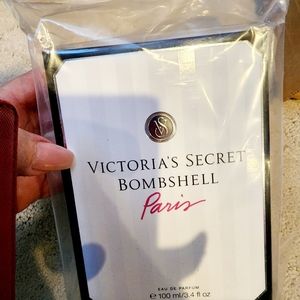 VS
VICTORIA'S SECRET
BOMBSHELL
Paris
EAU DE PARFUM
℮ 100 ml/3.4 fl oz